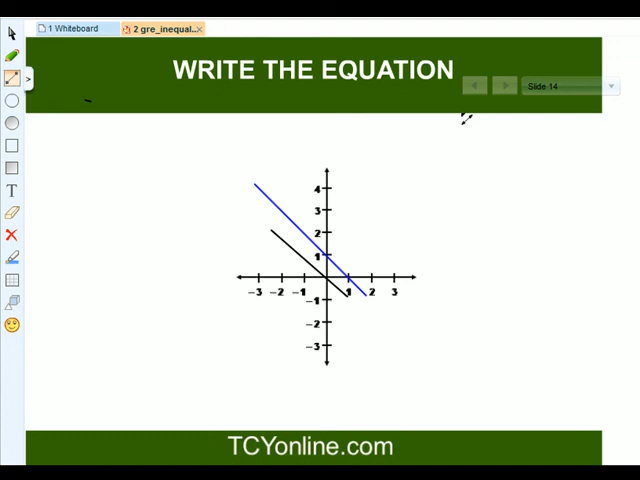 1 Whiteboard
2 gre_inequal...
WRITE THE EQUATION
Slide 14
T
4
3
2
1
-3 -2 -1 1 2 3
-1
-2
-3
TCYonline.com